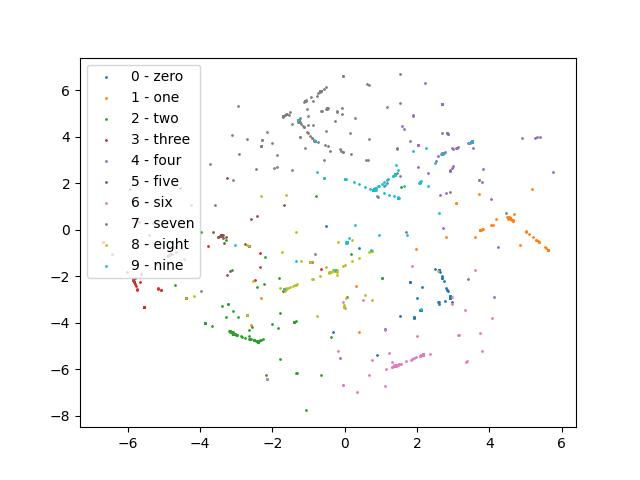 0 - zero
1 - one
2 - two
3 - three
4 - four
5 - five
6 - six
7 - seven
8 - eight
9 - nine
6
4
2
0
−2
−4
−6
−8
−6 −4 −2 0 2 4 6